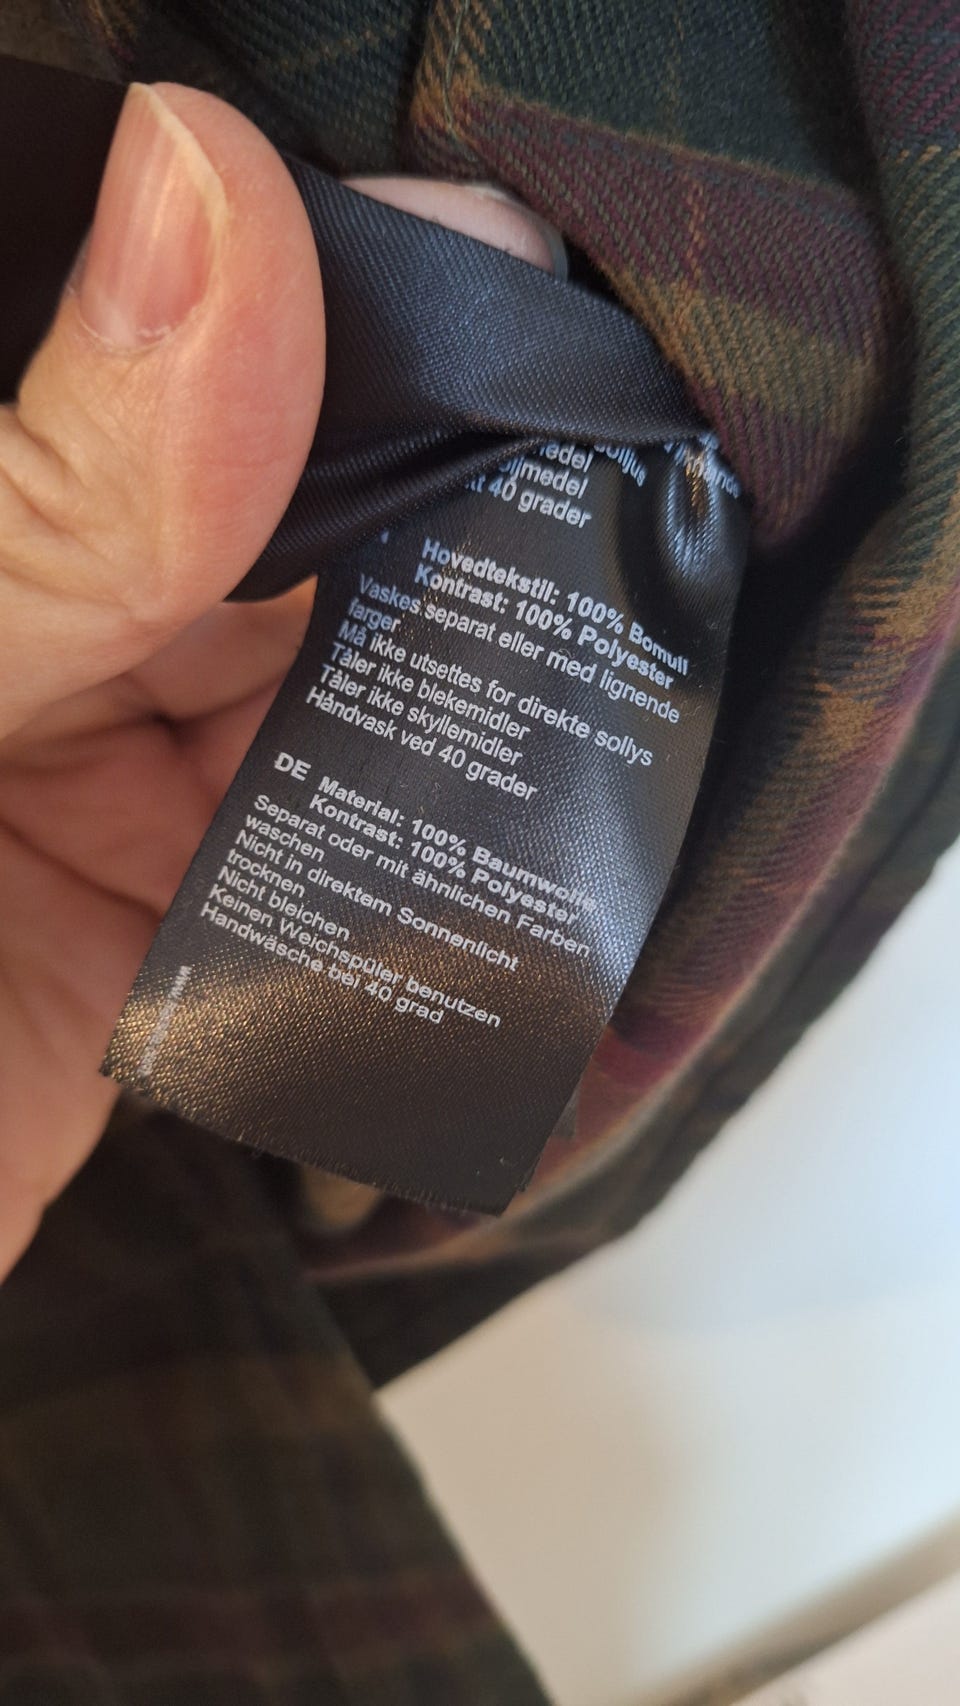 40 grader
Hovedtekstil: 100% Bomull
Kontrast: 100% Polyester
Vaskes separat eller med lignende
farger
Må ikke utsettes for direkte sollys
Tåler ikke blekemidler
Tåler ikke skyllemidler
Håndvask ved 40 grader
DE Material: 100% Baumwolle
Kontrast: 100% Polyester
Separat oder mit ähnlichen Farben
waschen
Nicht in direktem Sonnenlicht
trocknen
Nicht bleichen
Keinen Weichspüler benutzen
Handwäsche bei 40 grad